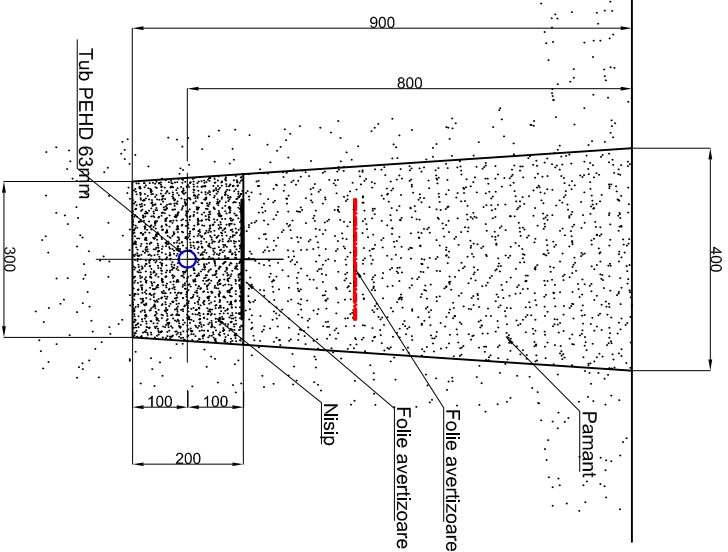 900
800
Tub PEHD 63mm
400
300
100
100
200
Nisip
Folie avertizoare
Folie avertizoare
Pamant